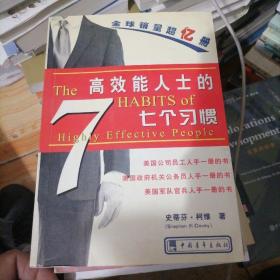 全球销量超亿册
高效能人士的
The 7 HABITS of
七个习惯
Highly Effective People
美国公司员工人手一册的书
美国政府机关公务员人手一册的书
美国军队官兵人手一册的书
史蒂芬·柯维 著
(Stephen R.Covey)
中国青年出版社